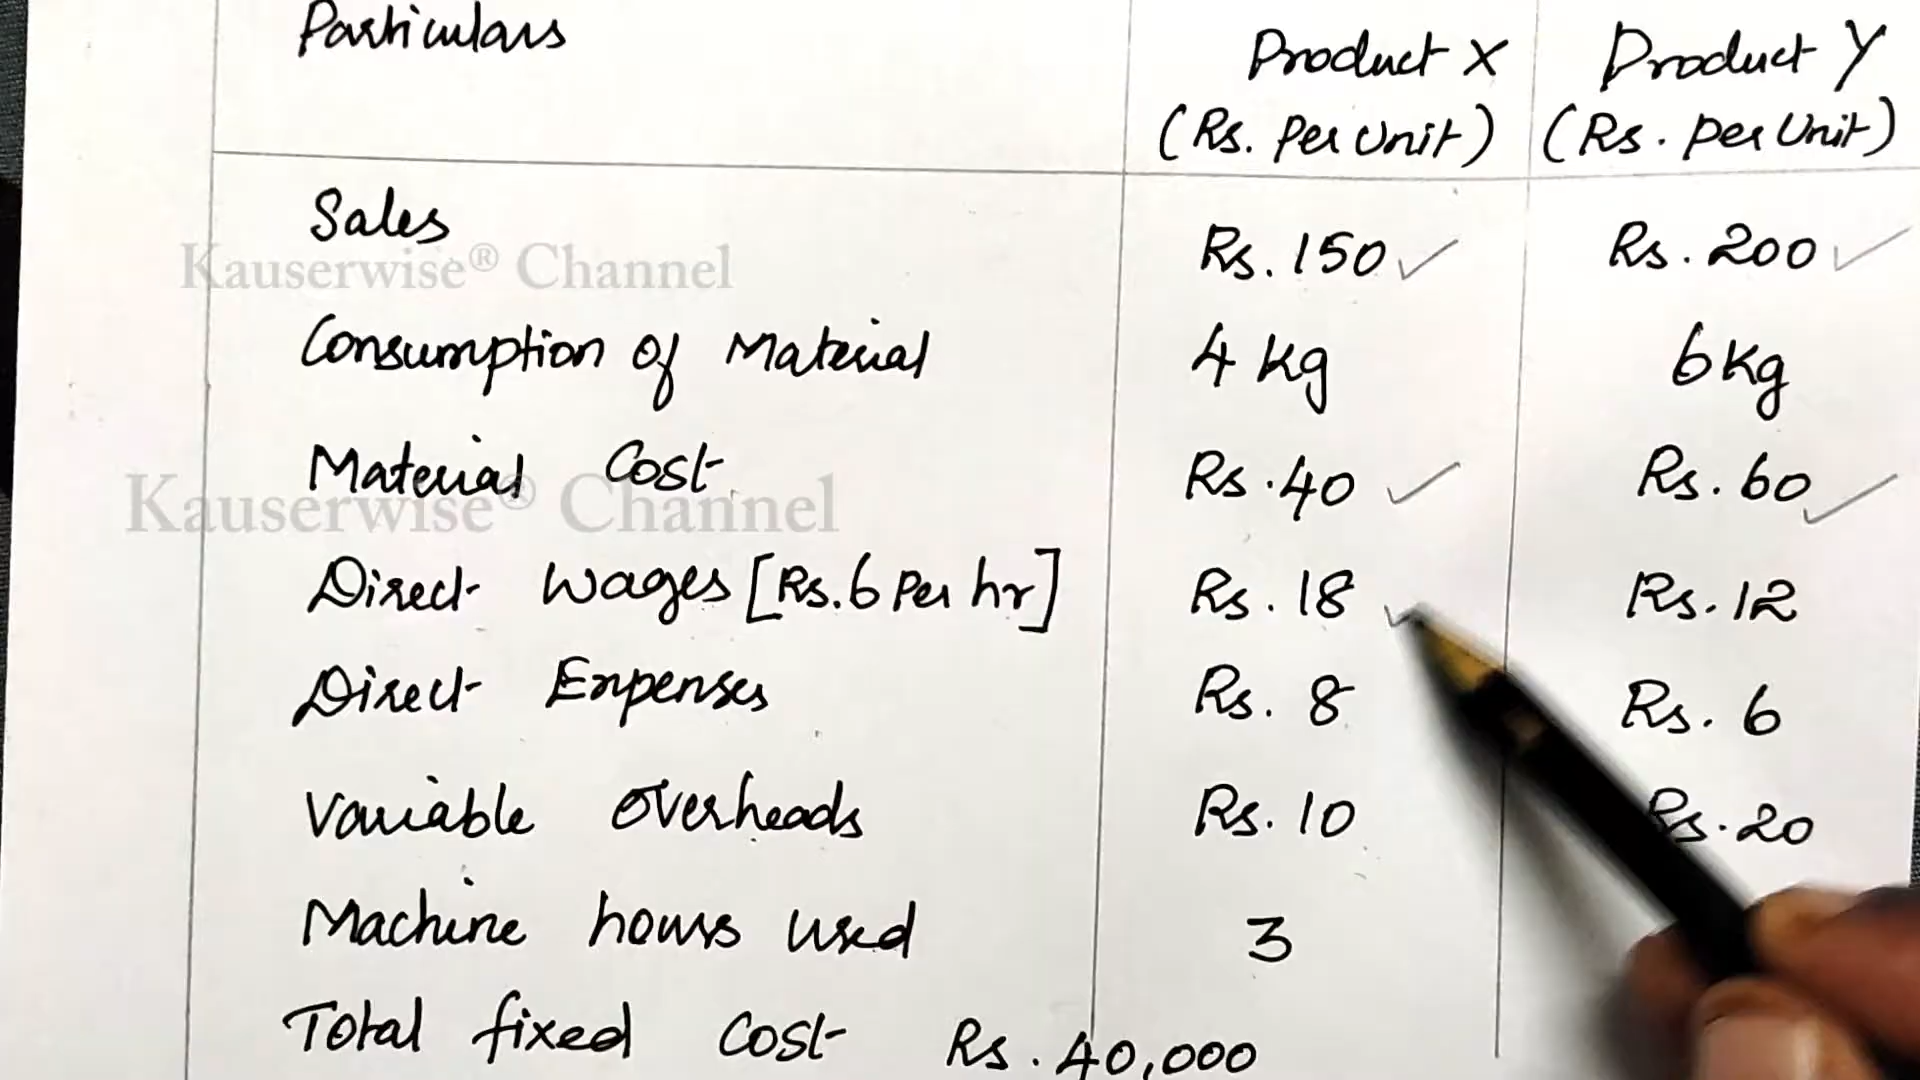 Particulars Product X Product Y
(Rs. Per Unit) (Rs. Per Unit)
Sales Rs. 150 Rs. 200
Kauserwise® Channel
Consumption of Material 4 Kg 6 Kg
Material Cost Rs. 40 Rs. 60
Kauserwise® Channel
Direct Wages [Rs. 6 Per hr] Rs. 18 Rs. 12
Direct Expenses Rs. 8 Rs. 6
Variable Overheads Rs. 10 Rs. 20
Machine hours used 3
Total fixed Cost Rs. 40,000